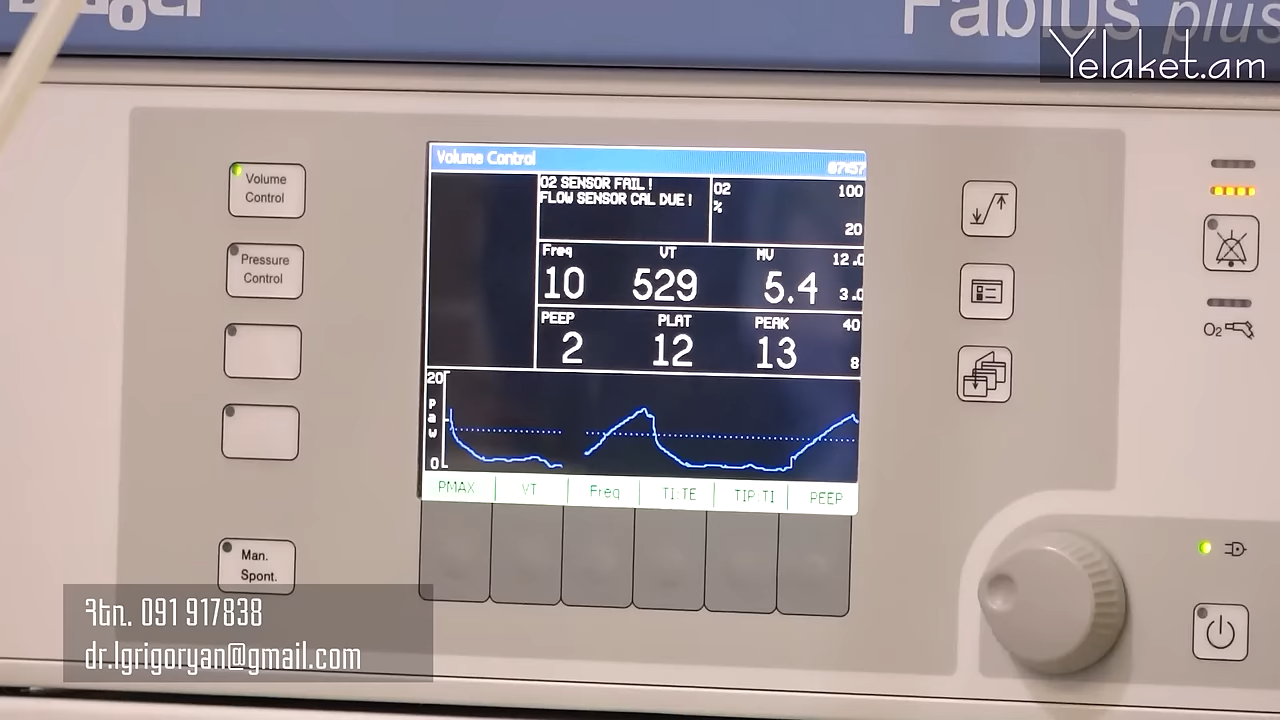 Fabius plus
Yelaket.am
Volume Control
O2 SENSOR FAIL !
FLOW SENSOR CAL DUE !
O2
%
100
20
Freq
VT
MV
12.0
10
529
5.4
3.0
PEEP
PLAT
PEAK
40
2
12
13
8
20
Paw
0
PMAX
VT
Freq
TI:TE
TIP:TI
PEEP
Volume
Control
Pressure
Control
Man.
Spont.
O2
Հեռ. 091 917838
dr.lgrigoryan@gmail.com